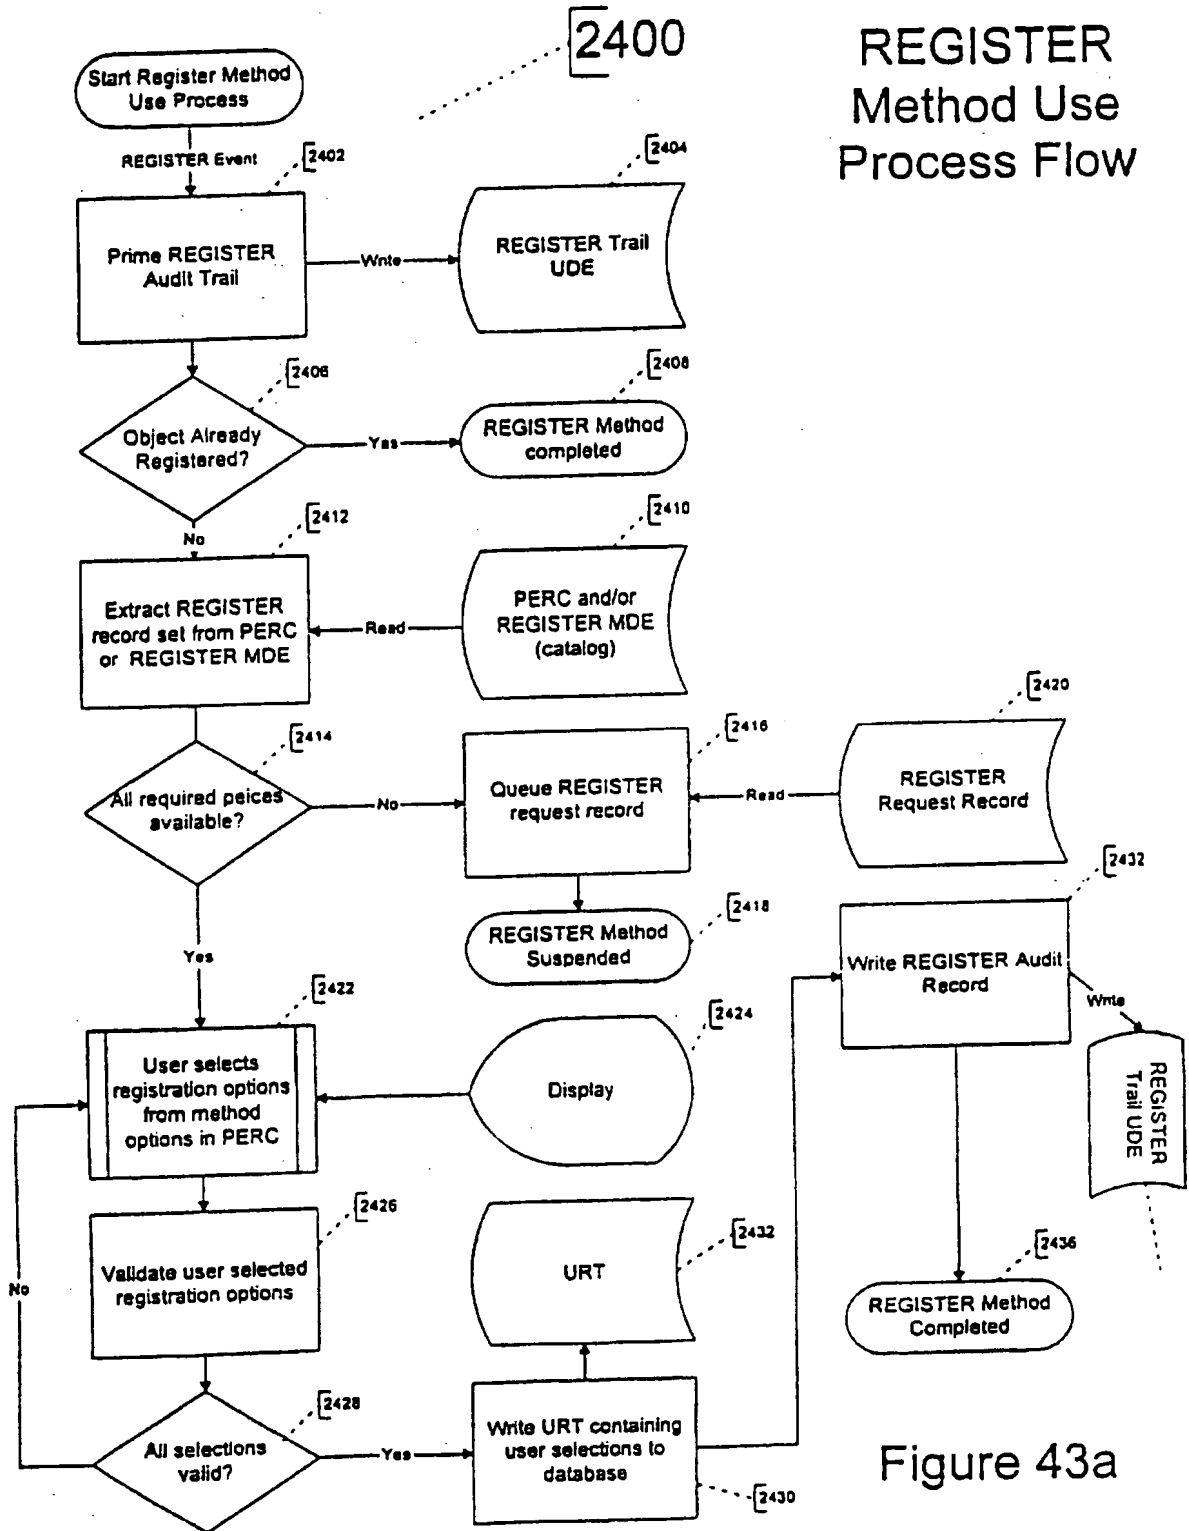 2400
REGISTER
Method Use
Process Flow
Start Register Method
Use Process
REGISTER Event
2402
Prime REGISTER
Audit Trail
Write
2404
REGISTER Trail
UDE
2406
Object Already
Registered?
Yes
2408
REGISTER Method
completed
No
2412
Extract REGISTER
record set from PERC
or REGISTER MDE
Read
2410
PERC and/or
REGISTER MDE
(catalog)
2414
All required peices
available?
No
2416
Queue REGISTER
request record
Read
2420
REGISTER
Request Record
2418
REGISTER Method
Suspended
Yes
2422
User selects
registration options
from method
options in PERC
2424
Display
2426
Validate user selected
registration options
No
2428
All selections
valid?
Yes
2432
URT
Write URT containing
user selections to
database
2430
2432
Write REGISTER Audit
Record
Write
REGISTER
Trail UDE
2436
REGISTER Method
Completed
Figure 43a